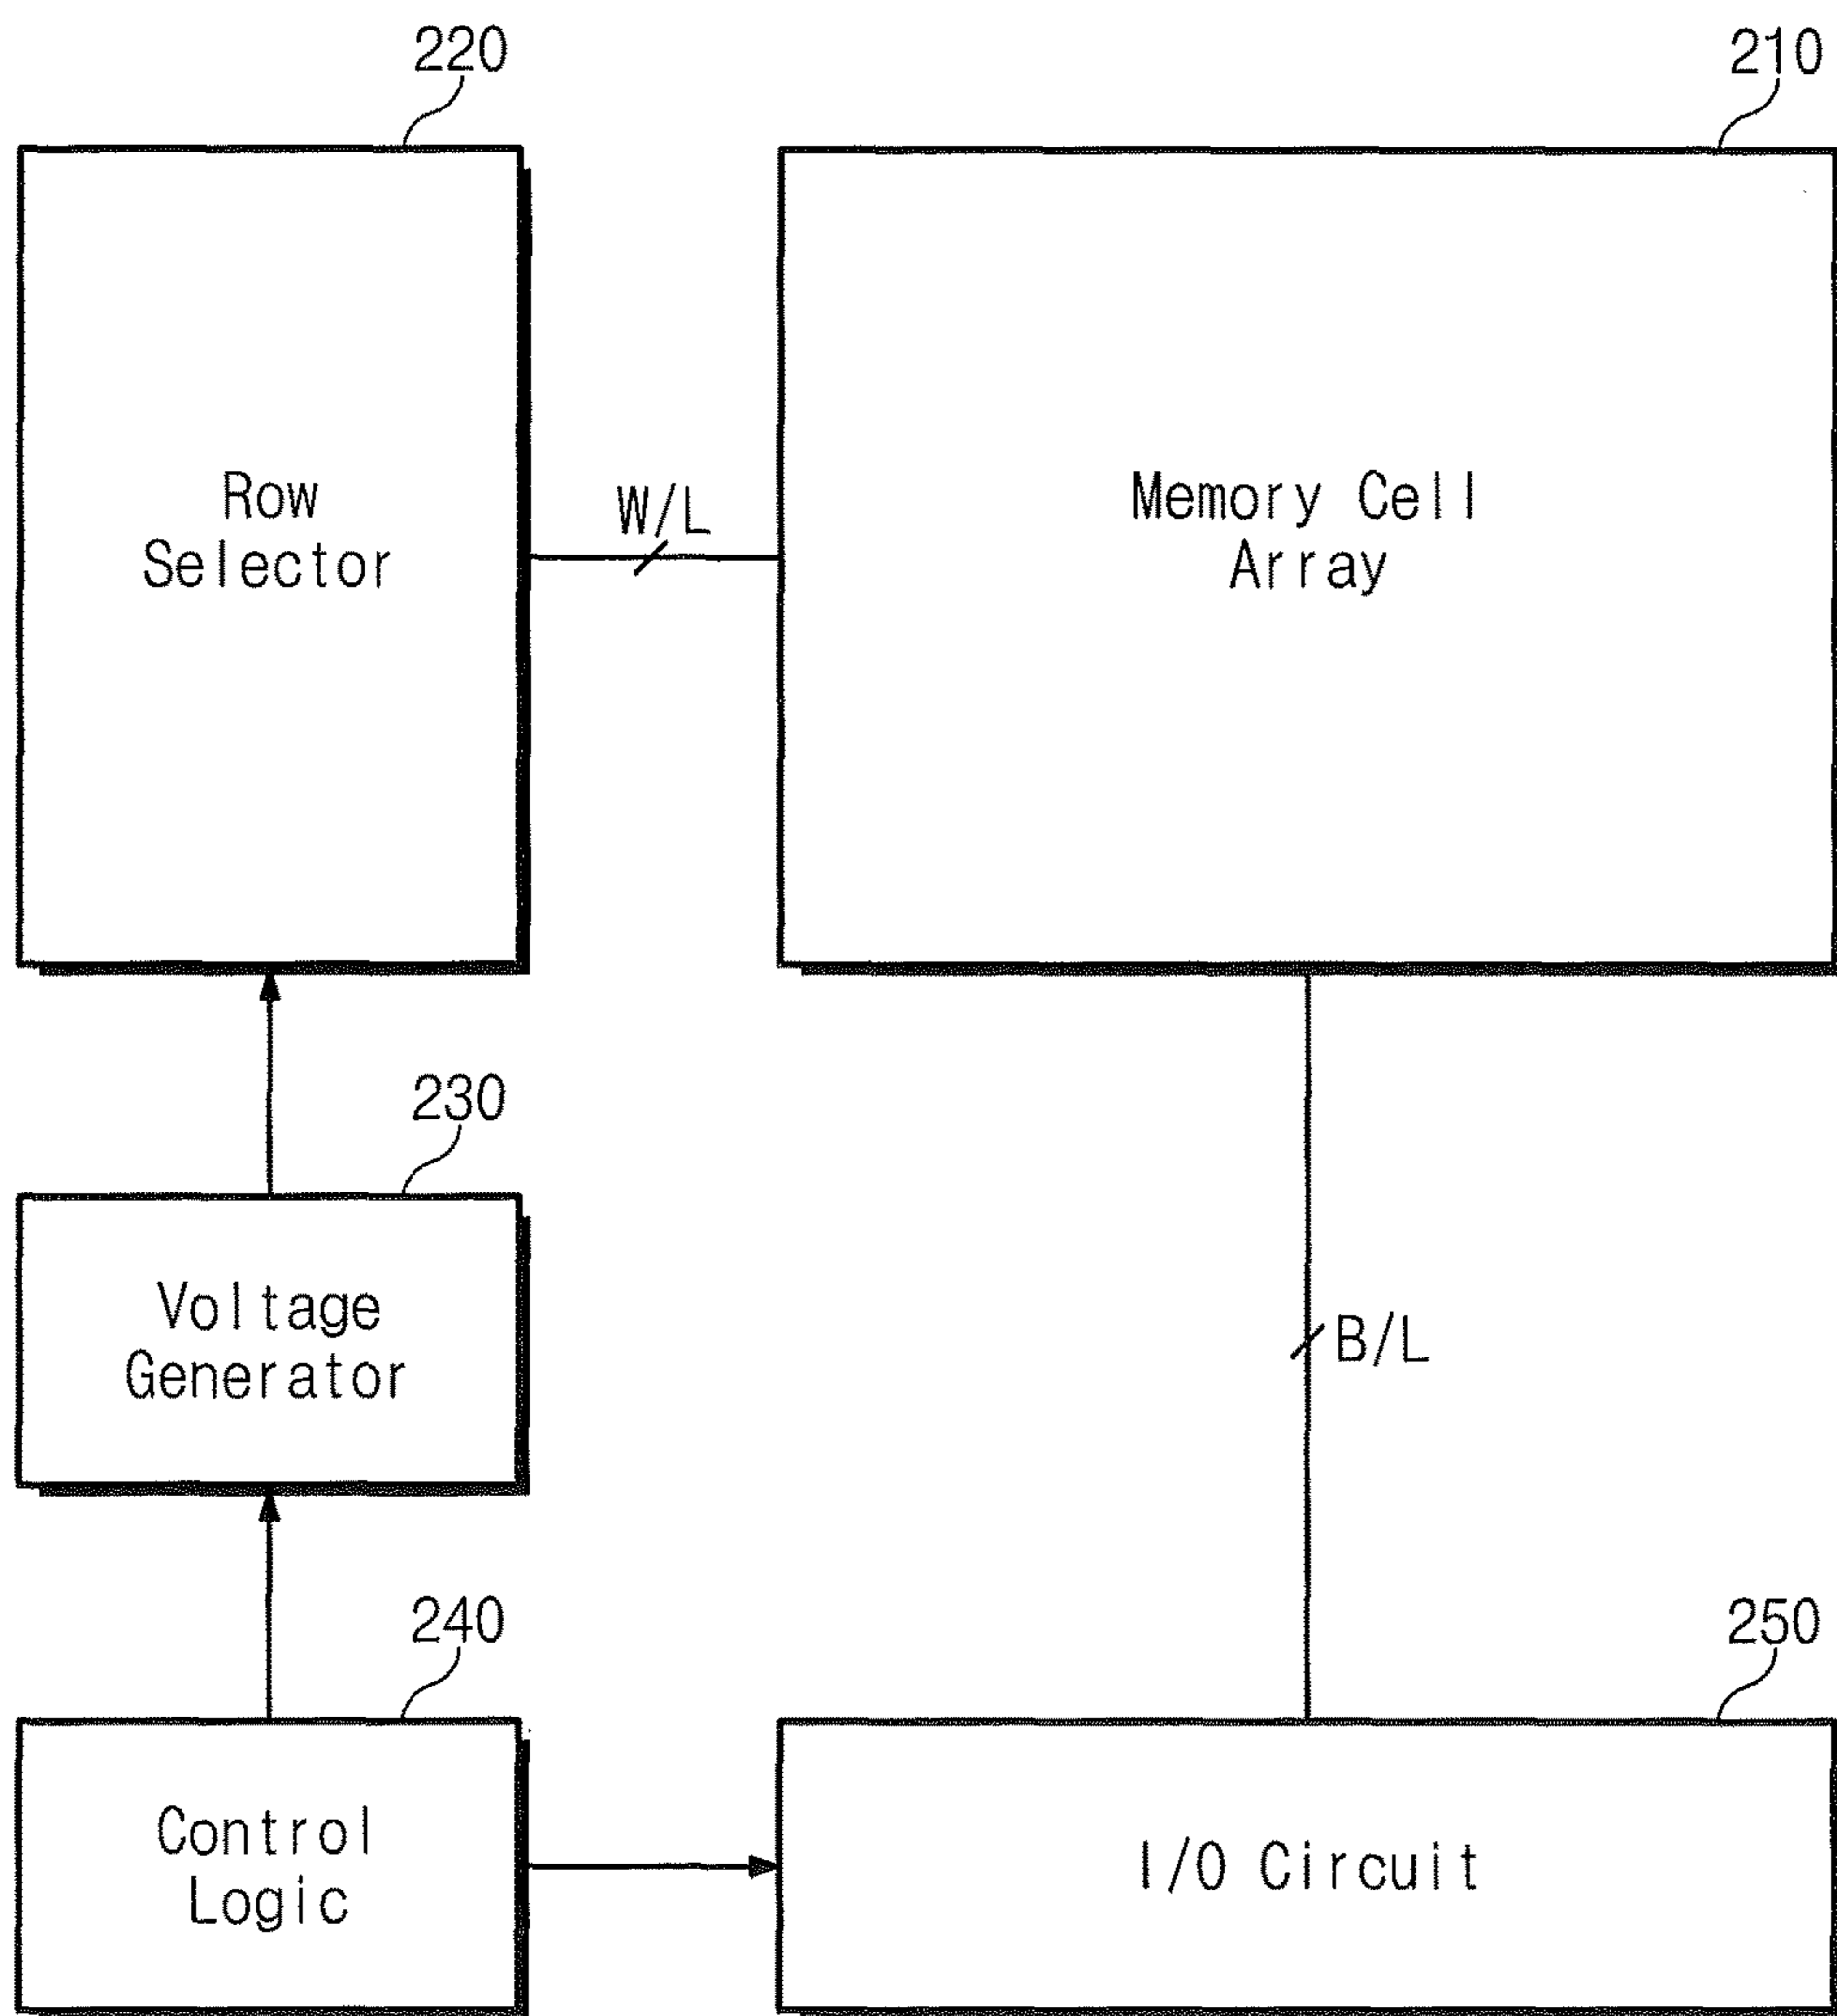 220
210
Row
Selector
W/L
Memory Cell
Array
230
Voltage
Generator
B/L
240
250
Control
Logic
I/O Circuit